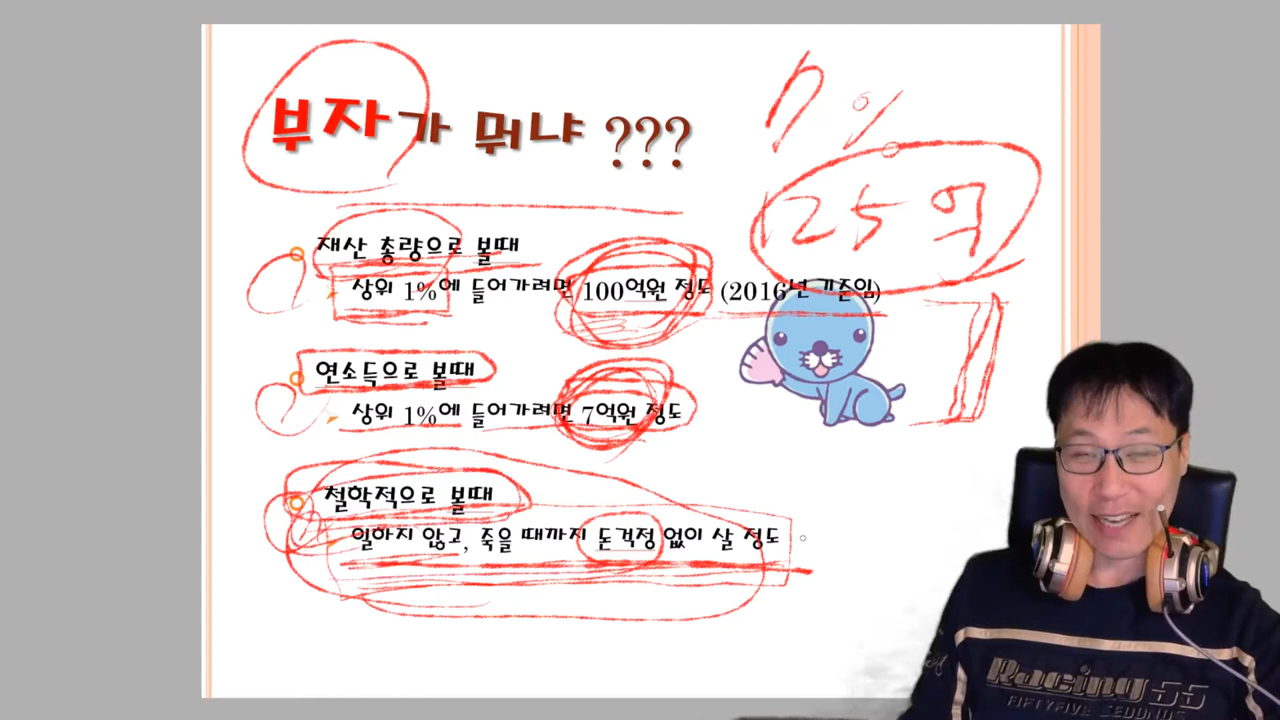 부자가 뭐냐 ???
7%
25억
재산 총량으로 볼때
상위 1%에 들어가려면 100억원 정도 (2016년 기준임)
연소득으로 볼때
상위 1%에 들어가려면 7억원 정도
철학적으로 볼때
일하지 않고, 죽을 때까지 돈걱정 없이 살 정도
Racing 55
FIFTYFIVE SECONDS